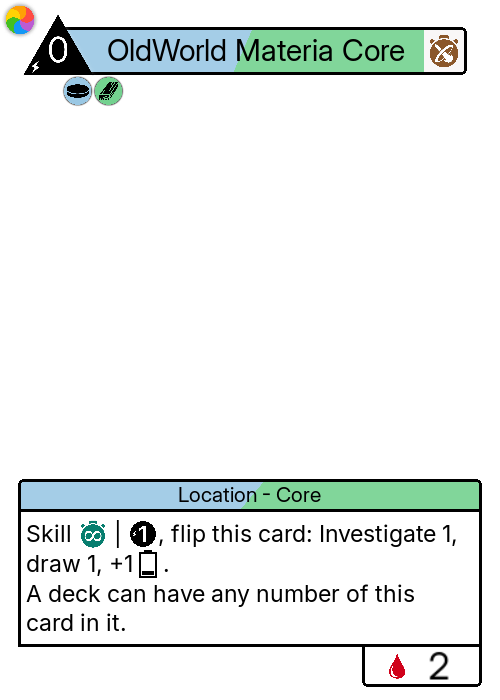 0 OldWorld Materia Core
Location - Core
Skill ∞ | 1, flip this card: Investigate 1,
draw 1, +1 .
A deck can have any number of this
card in it.
2